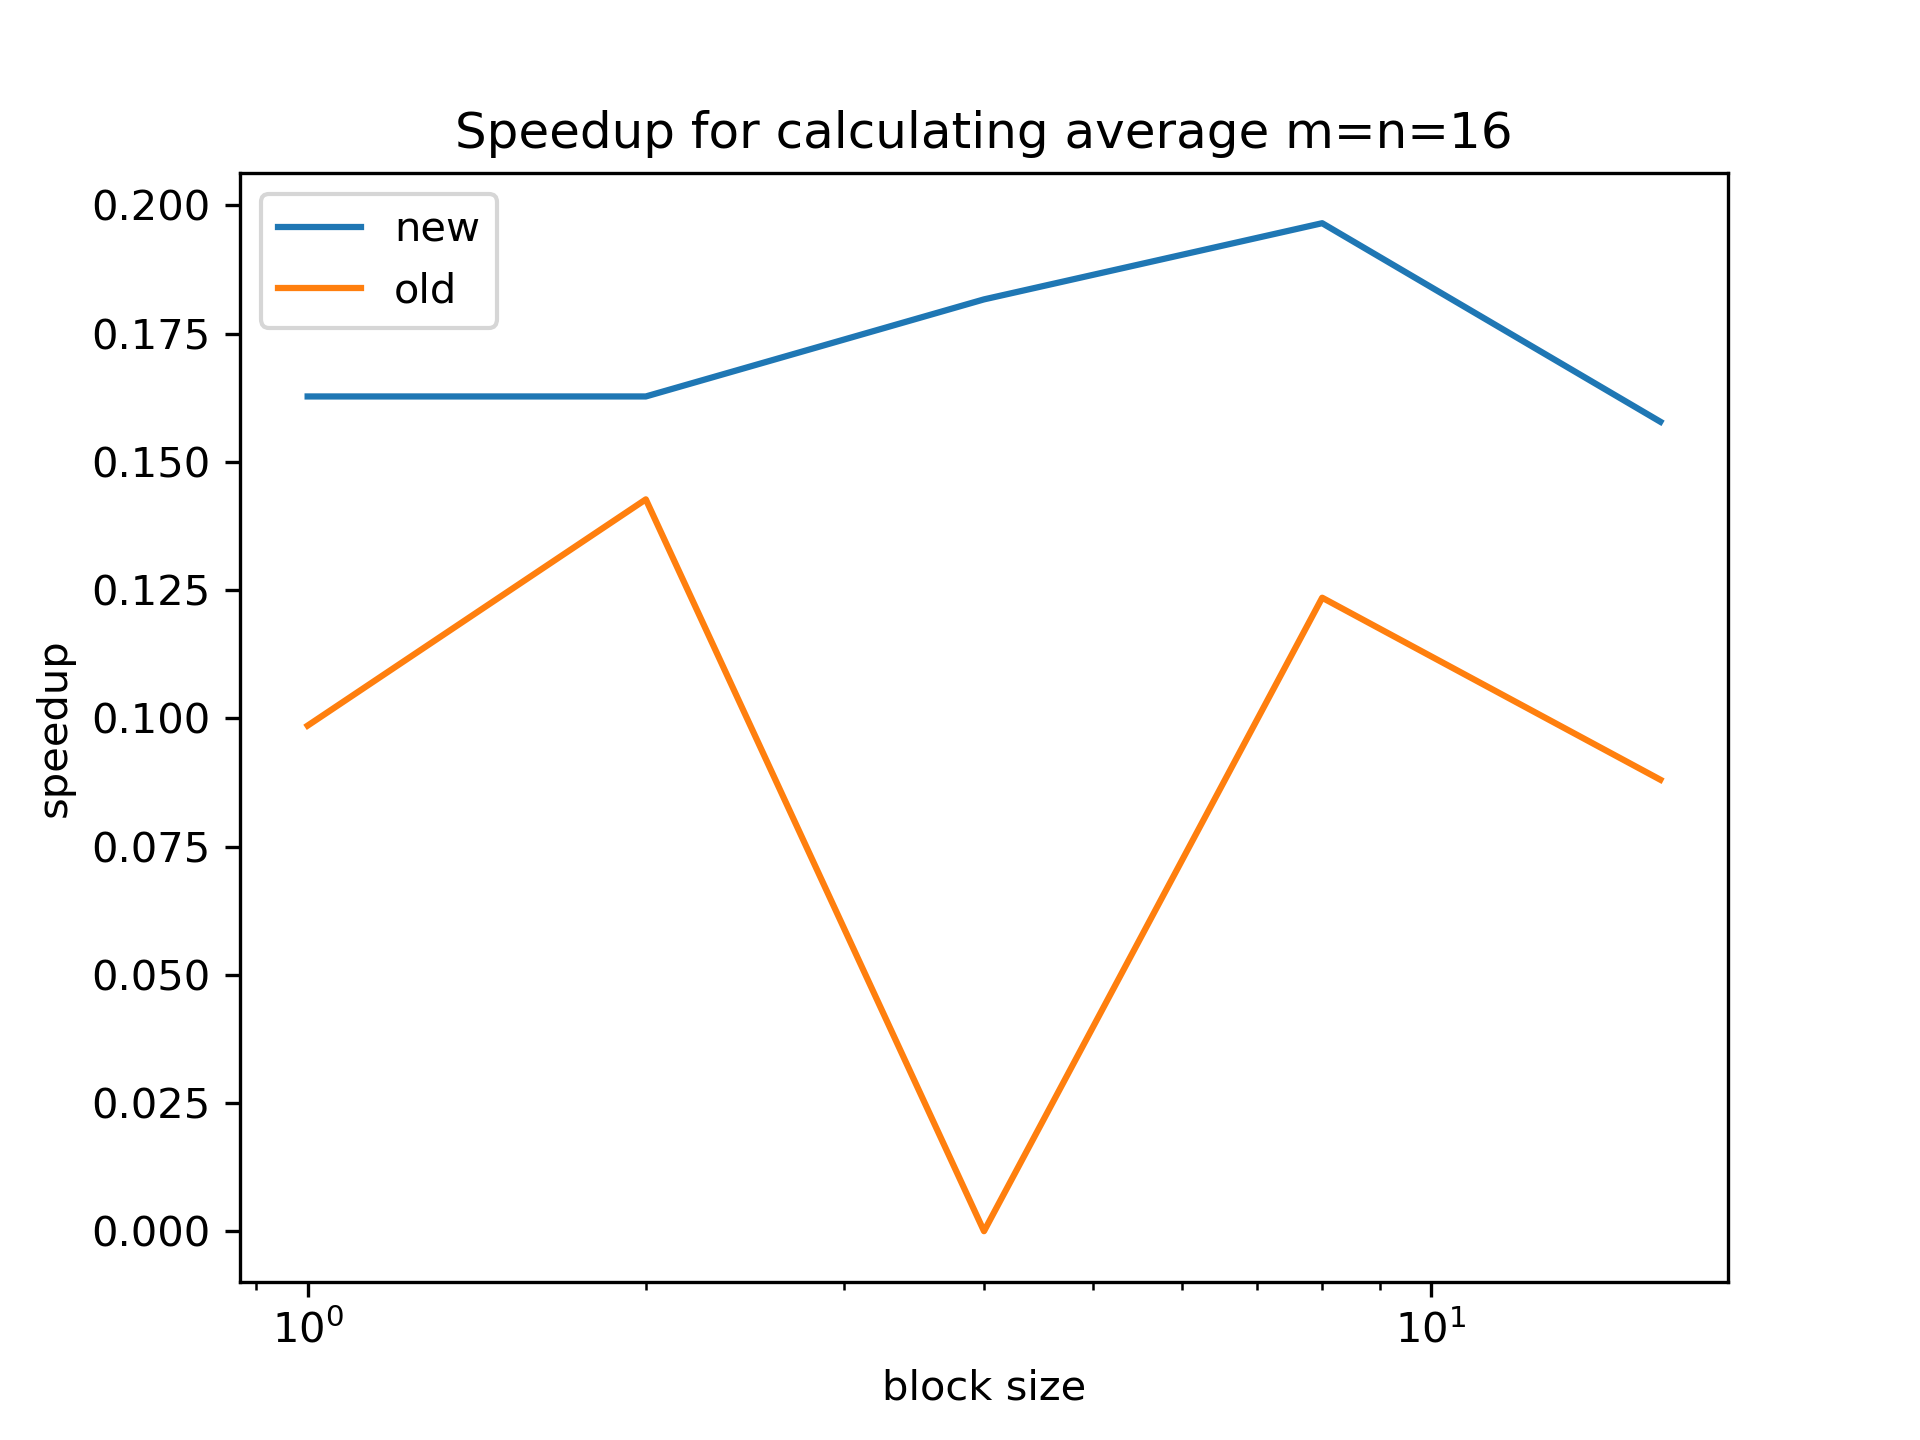 Speedup for calculating average m=n=16
new
old
0.200
0.175
0.150
0.125
0.100
0.075
0.050
0.025
0.000
speedup
10⁰
10¹
block size